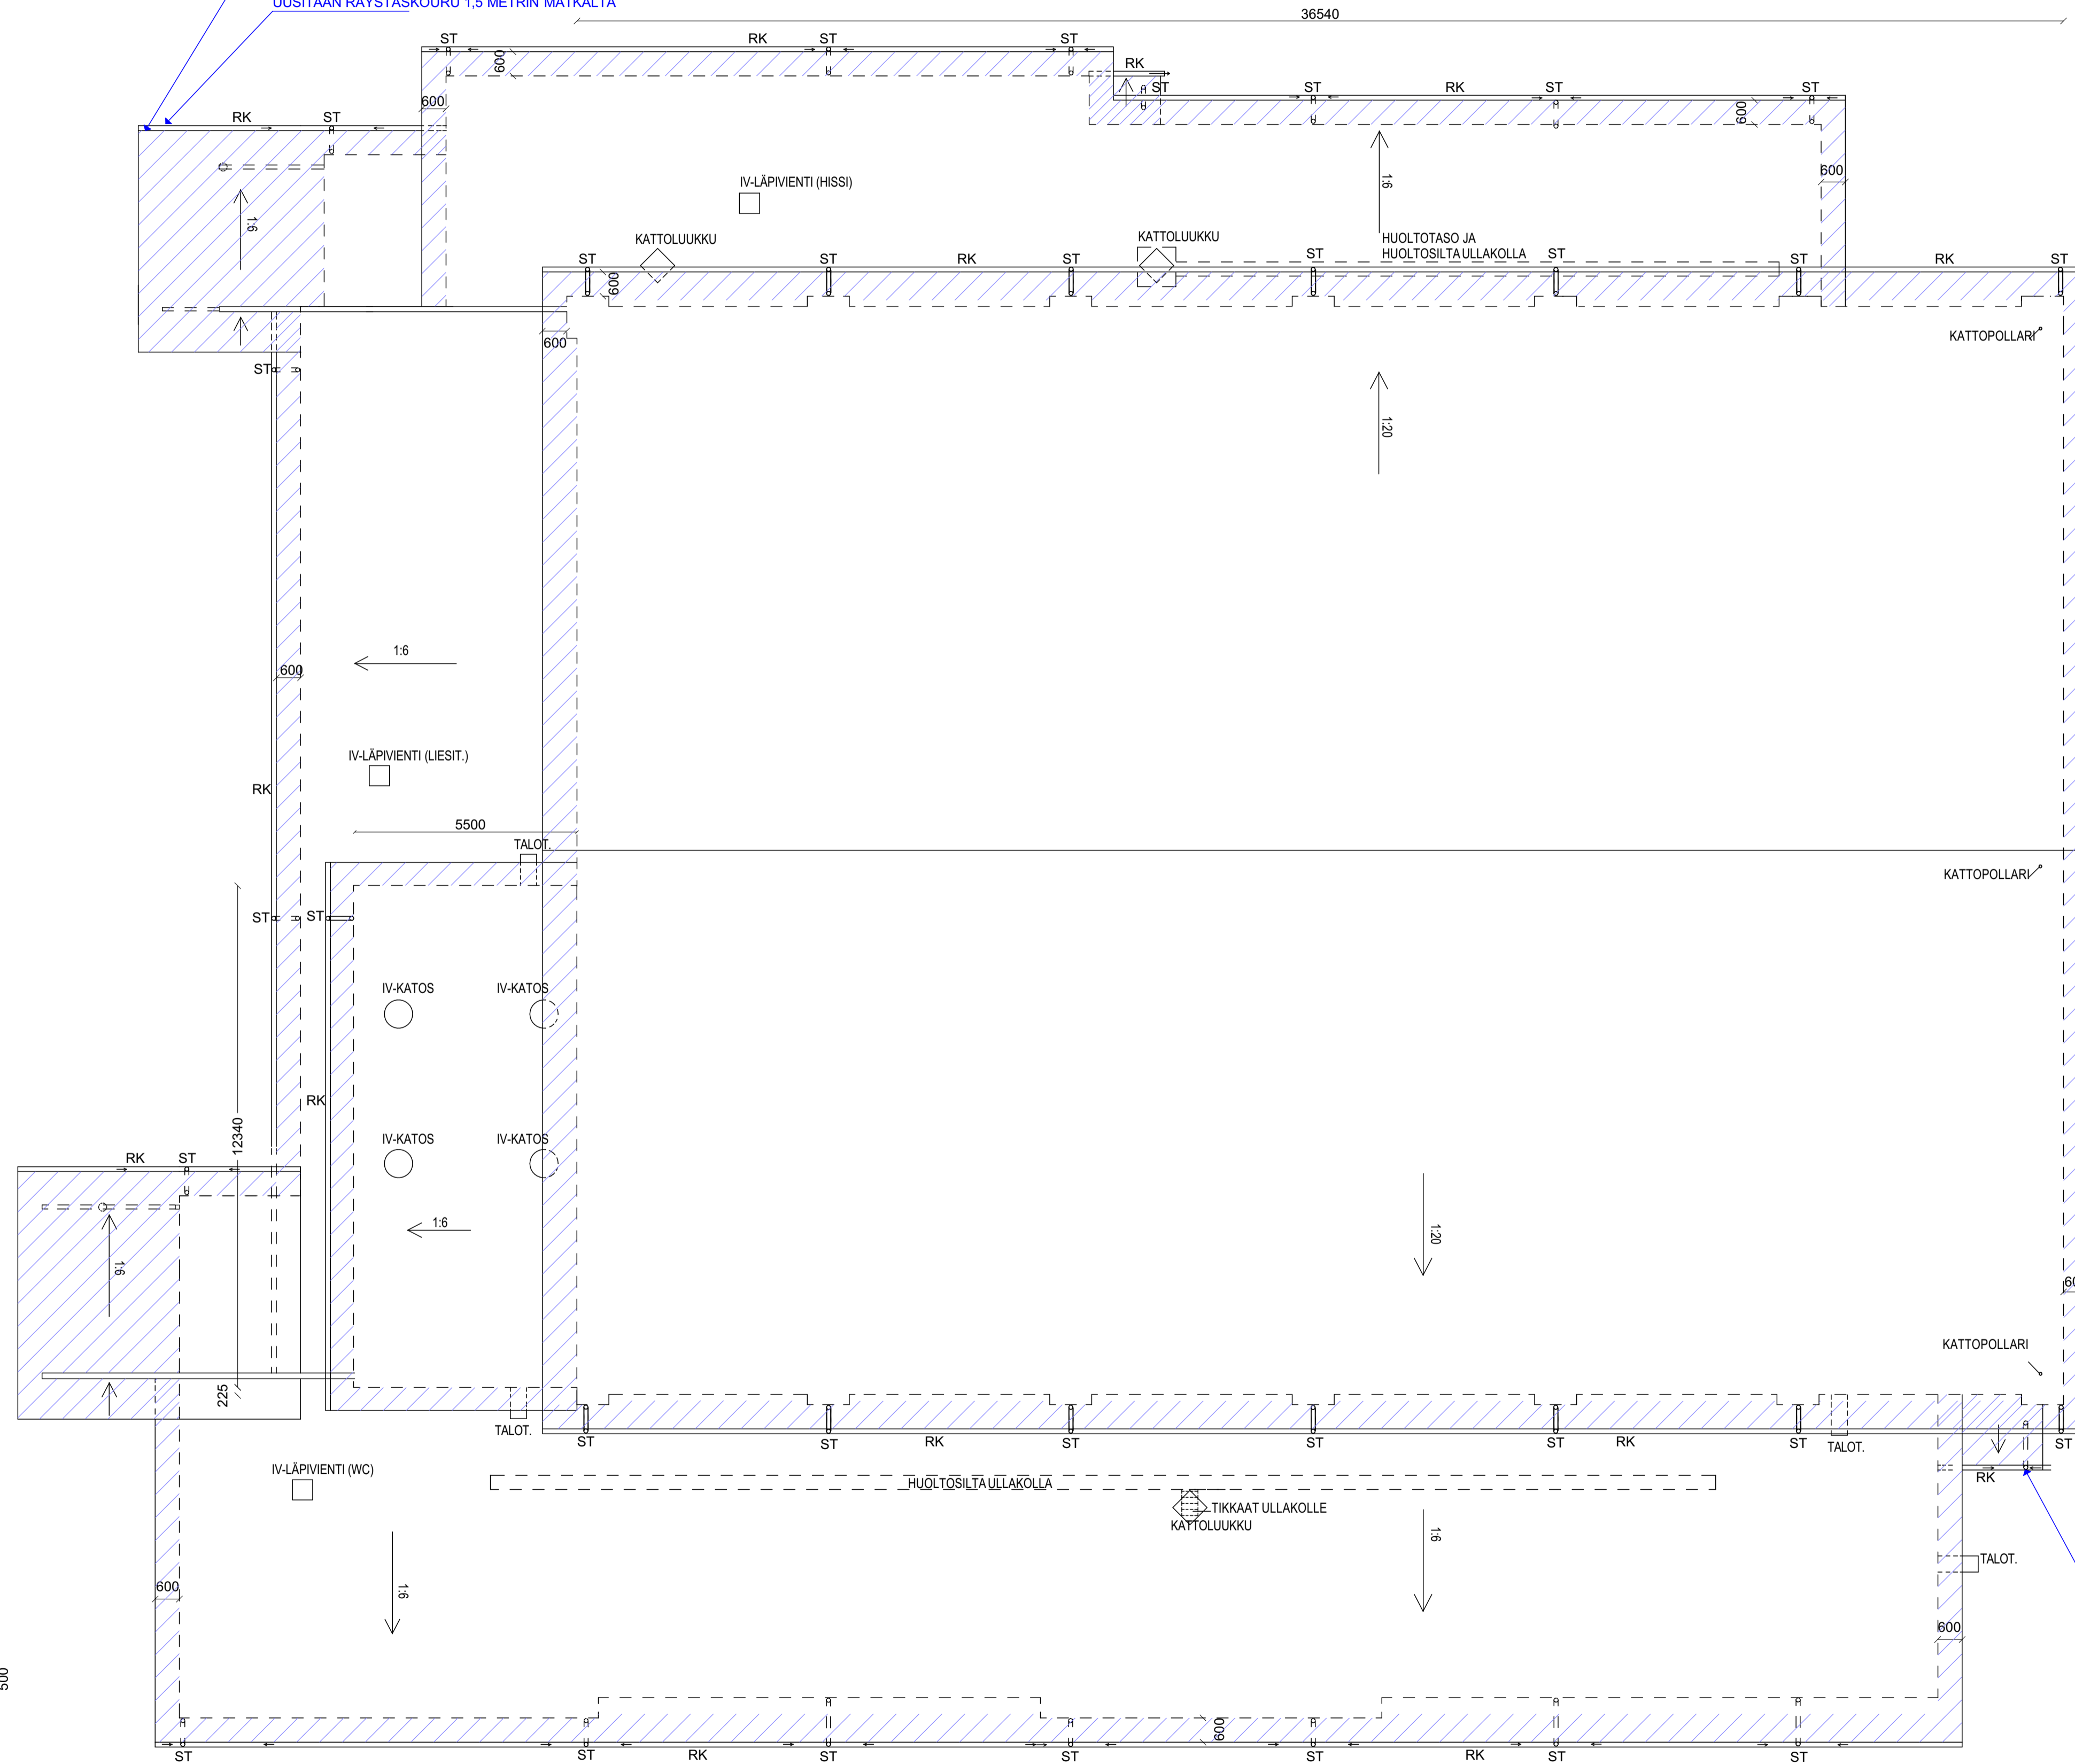 UUSITAAN RÄYSTÄSKOURU 1,5 METRIN MATKALTA
36540
ST RK ST ST
600
RK
ST ST RK ST ST
600
600
RK ST
600
IV-LÄPIVIENTI (HISSI)
1:6
1:6
KATTOLUUKKU
KATTOLUUKKU
HUOLTOTASO JA
HUOLTOSILTA ULLAKOLLA
ST ST RK ST ST ST ST RK ST
600
600
KATTOPOLLARI
ST
1:20
1:6
600
IV-LÄPIVIENTI (LIESIT.)
RK
5500
TALOT.
KATTOPOLLARI
ST ST
IV-KATOS IV-KATOS
RK
12340
IV-KATOS IV-KATOS
RK ST
1:6
1:20
1:6
KATTOPOLLARI
225
TALOT.
ST ST RK ST ST ST RK ST TALOT. ST
IV-LÄPIVIENTI (WC)
HUOLTOSILTA ULLAKOLLA
RK
TIKKAAT ULLAKOLLE
KATTOLUUKKU
1:6
TALOT.
1:6
600
600
500
600
ST ST RK ST ST ST RK ST ST